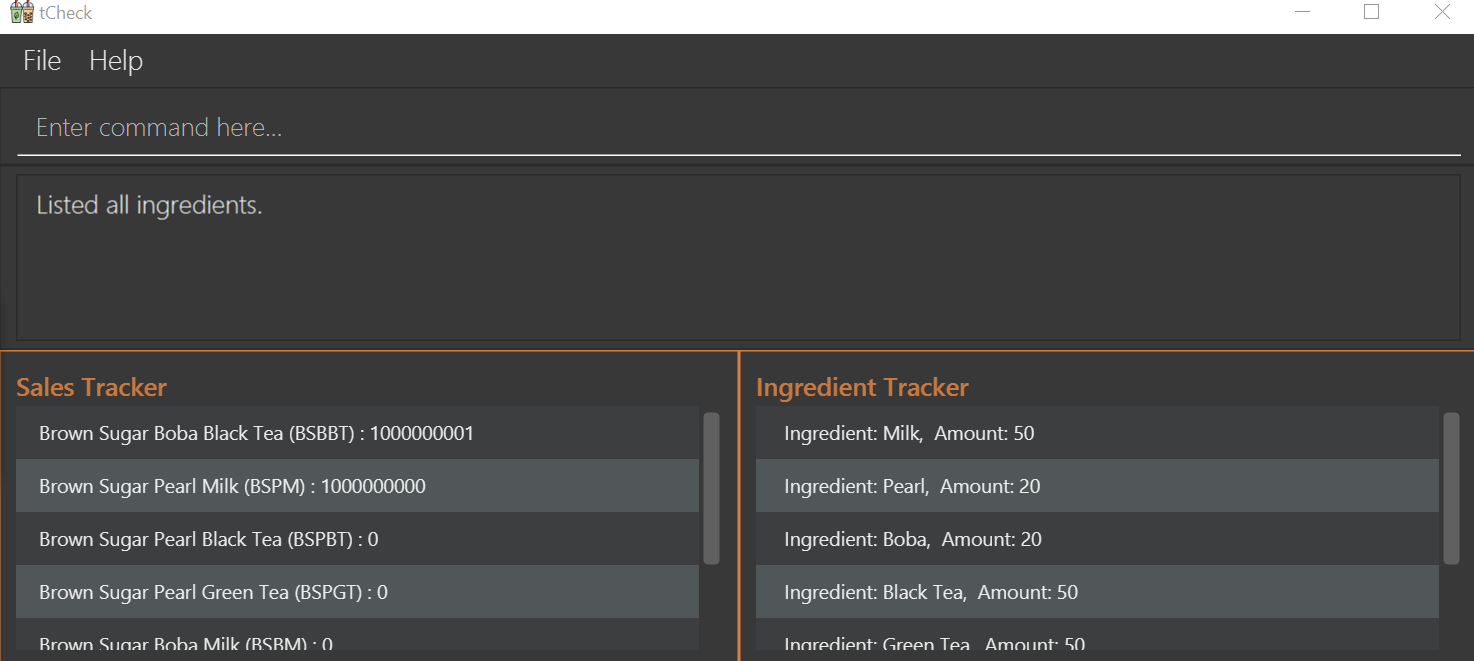 tCheck
File Help
Enter command here...
Listed all ingredients.
Sales Tracker
Brown Sugar Boba Black Tea (BSBBT) : 1000000001
Brown Sugar Pearl Milk (BSPM) : 1000000000
Brown Sugar Pearl Black Tea (BSPBT) : 0
Brown Sugar Pearl Green Tea (BSPGT) : 0
Brown Sugar Boba Milk (BSBM) : 0
Ingredient Tracker
Ingredient: Milk,  Amount: 50
Ingredient: Pearl,  Amount: 20
Ingredient: Boba,  Amount: 20
Ingredient: Black Tea,  Amount: 50
Ingredient: Green Tea,  Amount: 50